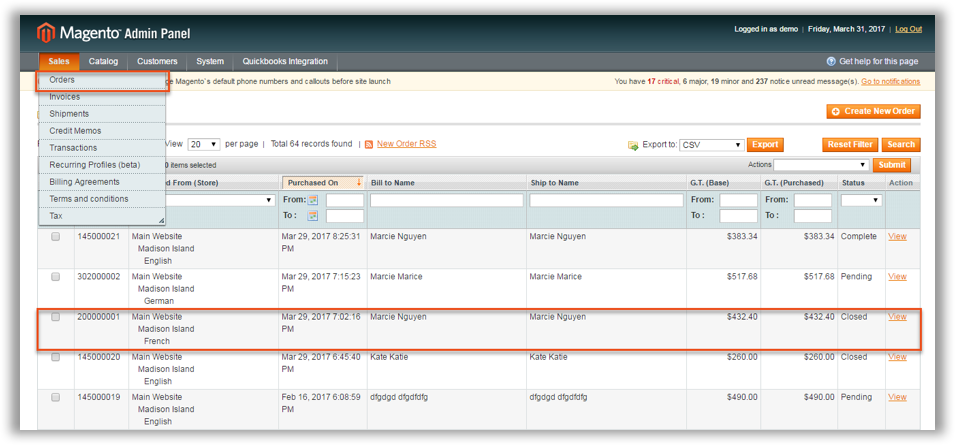 Magento Admin Panel
Logged in as demo | Friday, March 31, 2017 | Log Out
Sales Catalog Customers System Quickbooks Integration Get help for this page
Orders
Magento's default phone numbers and callouts before site launch You have 17 critical, 6 major, 19 minor and 237 notice unread message(s). Go to notifications
Invoices
Shipments
Credit Memos
Transactions
Recurring Profiles (beta)
Billing Agreements
Terms and conditions
Tax
Create New Order
View 20 per page | Total 64 records found | New Order RSS Export to: CSV Export Reset Filter Search
0 items selected Actions Submit
d From (Store) Purchased On Bill to Name Ship to Name G.T. (Base) G.T. (Purchased) Status Action
From: From: From:
To : To : To :
145000021 Main Website Mar 29, 2017 8:25:31 Marcie Nguyen Marcie Nguyen $383.34 $383.34 Complete View
Madison Island PM
English
302000002 Main Website Mar 29, 2017 7:15:23 Marcie Marice Marcie Marice $517.68 $517.68 Pending View
Madison Island PM
German
200000001 Main Website Mar 29, 2017 7:02:16 Marcie Nguyen Marcie Nguyen $432.40 $432.40 Closed View
Madison Island PM
French
145000020 Main Website Mar 29, 2017 6:45:40 Kate Katie Kate Katie $260.00 $260.00 Closed View
Madison Island PM
English
145000019 Main Website Feb 16, 2017 6:08:59 dfgdgd dfgdfdfg dfgdgd dfgdfdfg $490.00 $490.00 Pending View
Madison Island PM
English